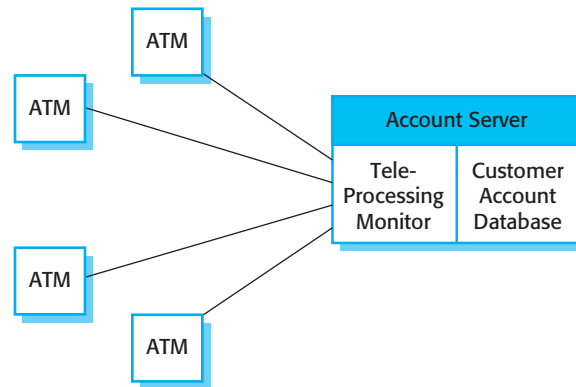 ATM
ATM
Account Server
Tele-
Processing
Monitor
Customer
Account
Database
ATM
ATM